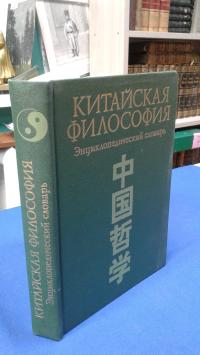 КИТАЙСКАЯ
ФИЛОСОФИЯ
Энциклопедический словарь
中国哲学
КИТАЙСКАЯ ФИЛОСОФИЯ
Энциклопедический словарь